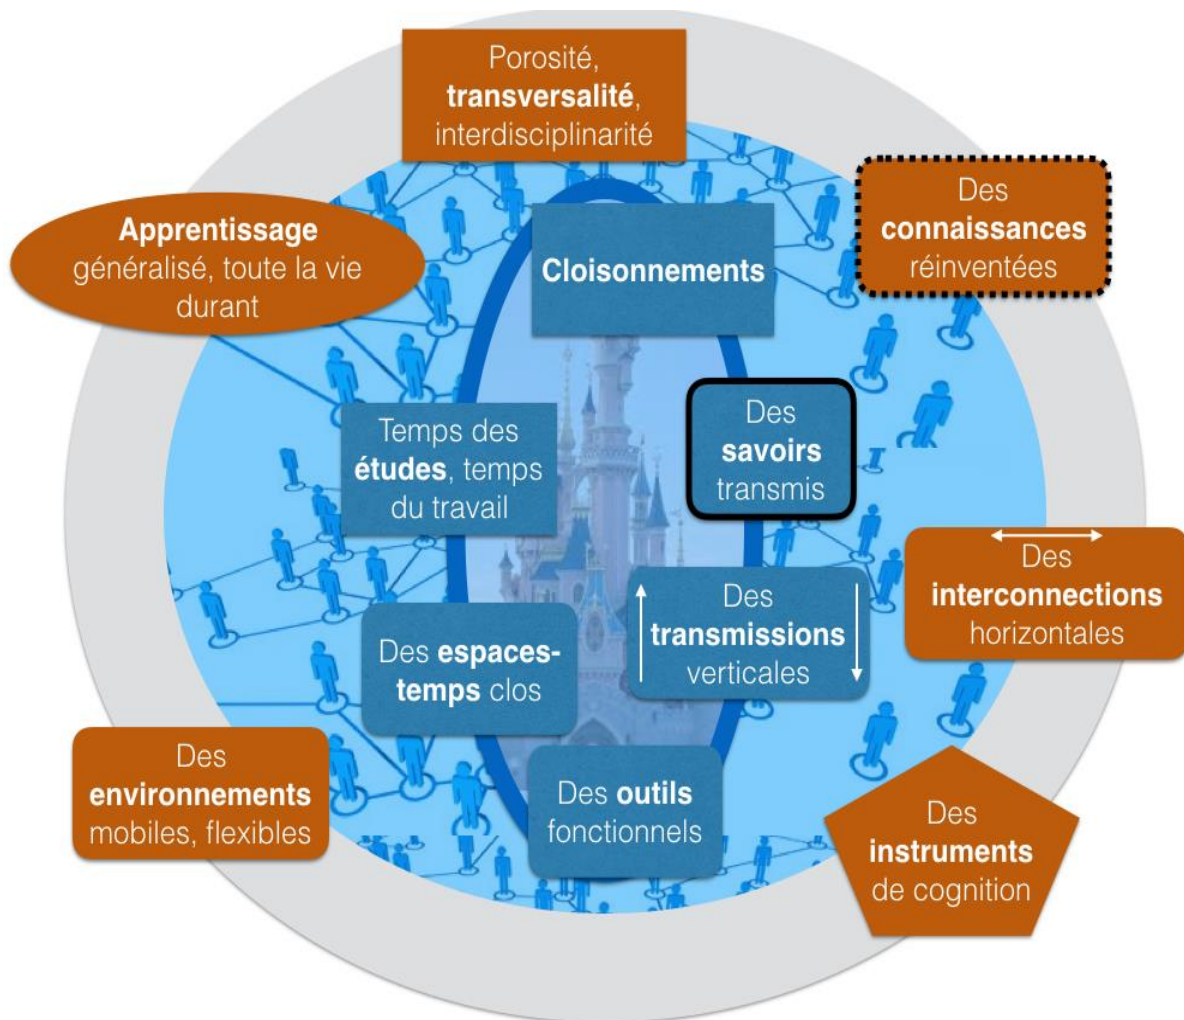 Porosité,
transversalité,
interdisciplinarité
Des
connaissances
réinventées
Apprentissage
généralisé, toute la vie
durant
Cloisonnements
Des
savoirs
transmis
Temps des
études, temps
du travail
Des
interconnections
horizontales
Des
transmissions
verticales
Des espaces-
temps clos
Des
environnements
mobiles, flexibles
Des outils
fonctionnels
Des
instruments
de cognition